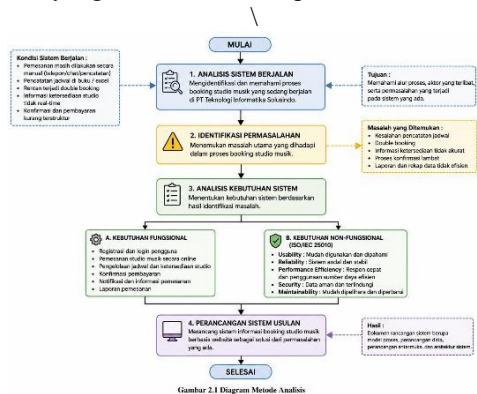 \
MULAI
Kondisi Sistem Berjalan :
• Pemesanan masih dilakukan secara
manual (telepon/chat/pencatatan)
• Pencatatan jadwal di buku / excel
• Rentan terjadi double booking
• Informasi ketersediaan studio
tidak real-time
• Konfirmasi dan pembayaran
kurang terstruktur
1. ANALISIS SISTEM BERJALAN
Mengidentifikasi dan memahami proses
booking studio musik yang sedang berjalan
di PT Teknologi Informatika Solusindo.
Tujuan :
Memahami alur proses, aktor yang terlibat,
serta permasalahan yang terjadi
pada sistem yang ada.
2. IDENTIFIKASI PERMASALAHAN
Menemukan masalah utama yang dihadapi
dalam proses booking studio musik.
Masalah yang Ditemukan :
• Kesalahan pencatatan jadwal
• Double booking
• Informasi ketersediaan tidak akurat
• Proses konfirmasi lambat
• Laporan dan rekap data tidak efisien
3. ANALISIS KEBUTUHAN SISTEM
Menentukan kebutuhan sistem berdasarkan
hasil identifikasi masalah.
A. KEBUTUHAN FUNGSIONAL
• Registrasi dan login pengguna
• Pemesanan studio musik secara online
• Pengelolaan jadwal dan ketersediaan studio
• Konfirmasi pembayaran
• Notifikasi dan informasi pemesanan
• Laporan pemesanan
B. KEBUTUHAN NON-FUNGSIONAL
(ISO/IEC 25010)
• Usability : Mudah digunakan dan dipahami
• Reliability : Sistem andal dan stabil
• Performance Efficiency : Respon cepat
dan penggunaan sumber daya efisien
• Security : Data aman dan terlindungi
• Maintainability : Mudah dipelihara dan diperbarui
4. PERANCANGAN SISTEM USULAN
Merancang sistem informasi booking studio musik
berbasis website sebagai solusi dari permasalahan
yang ada.
Hasil :
Dokumen rancangan sistem berupa
model proses, perancangan data,
perancangan antarmuka, dan arsitektur sistem.
SELESAI
Gambar 2.1 Diagram Metode Analisis